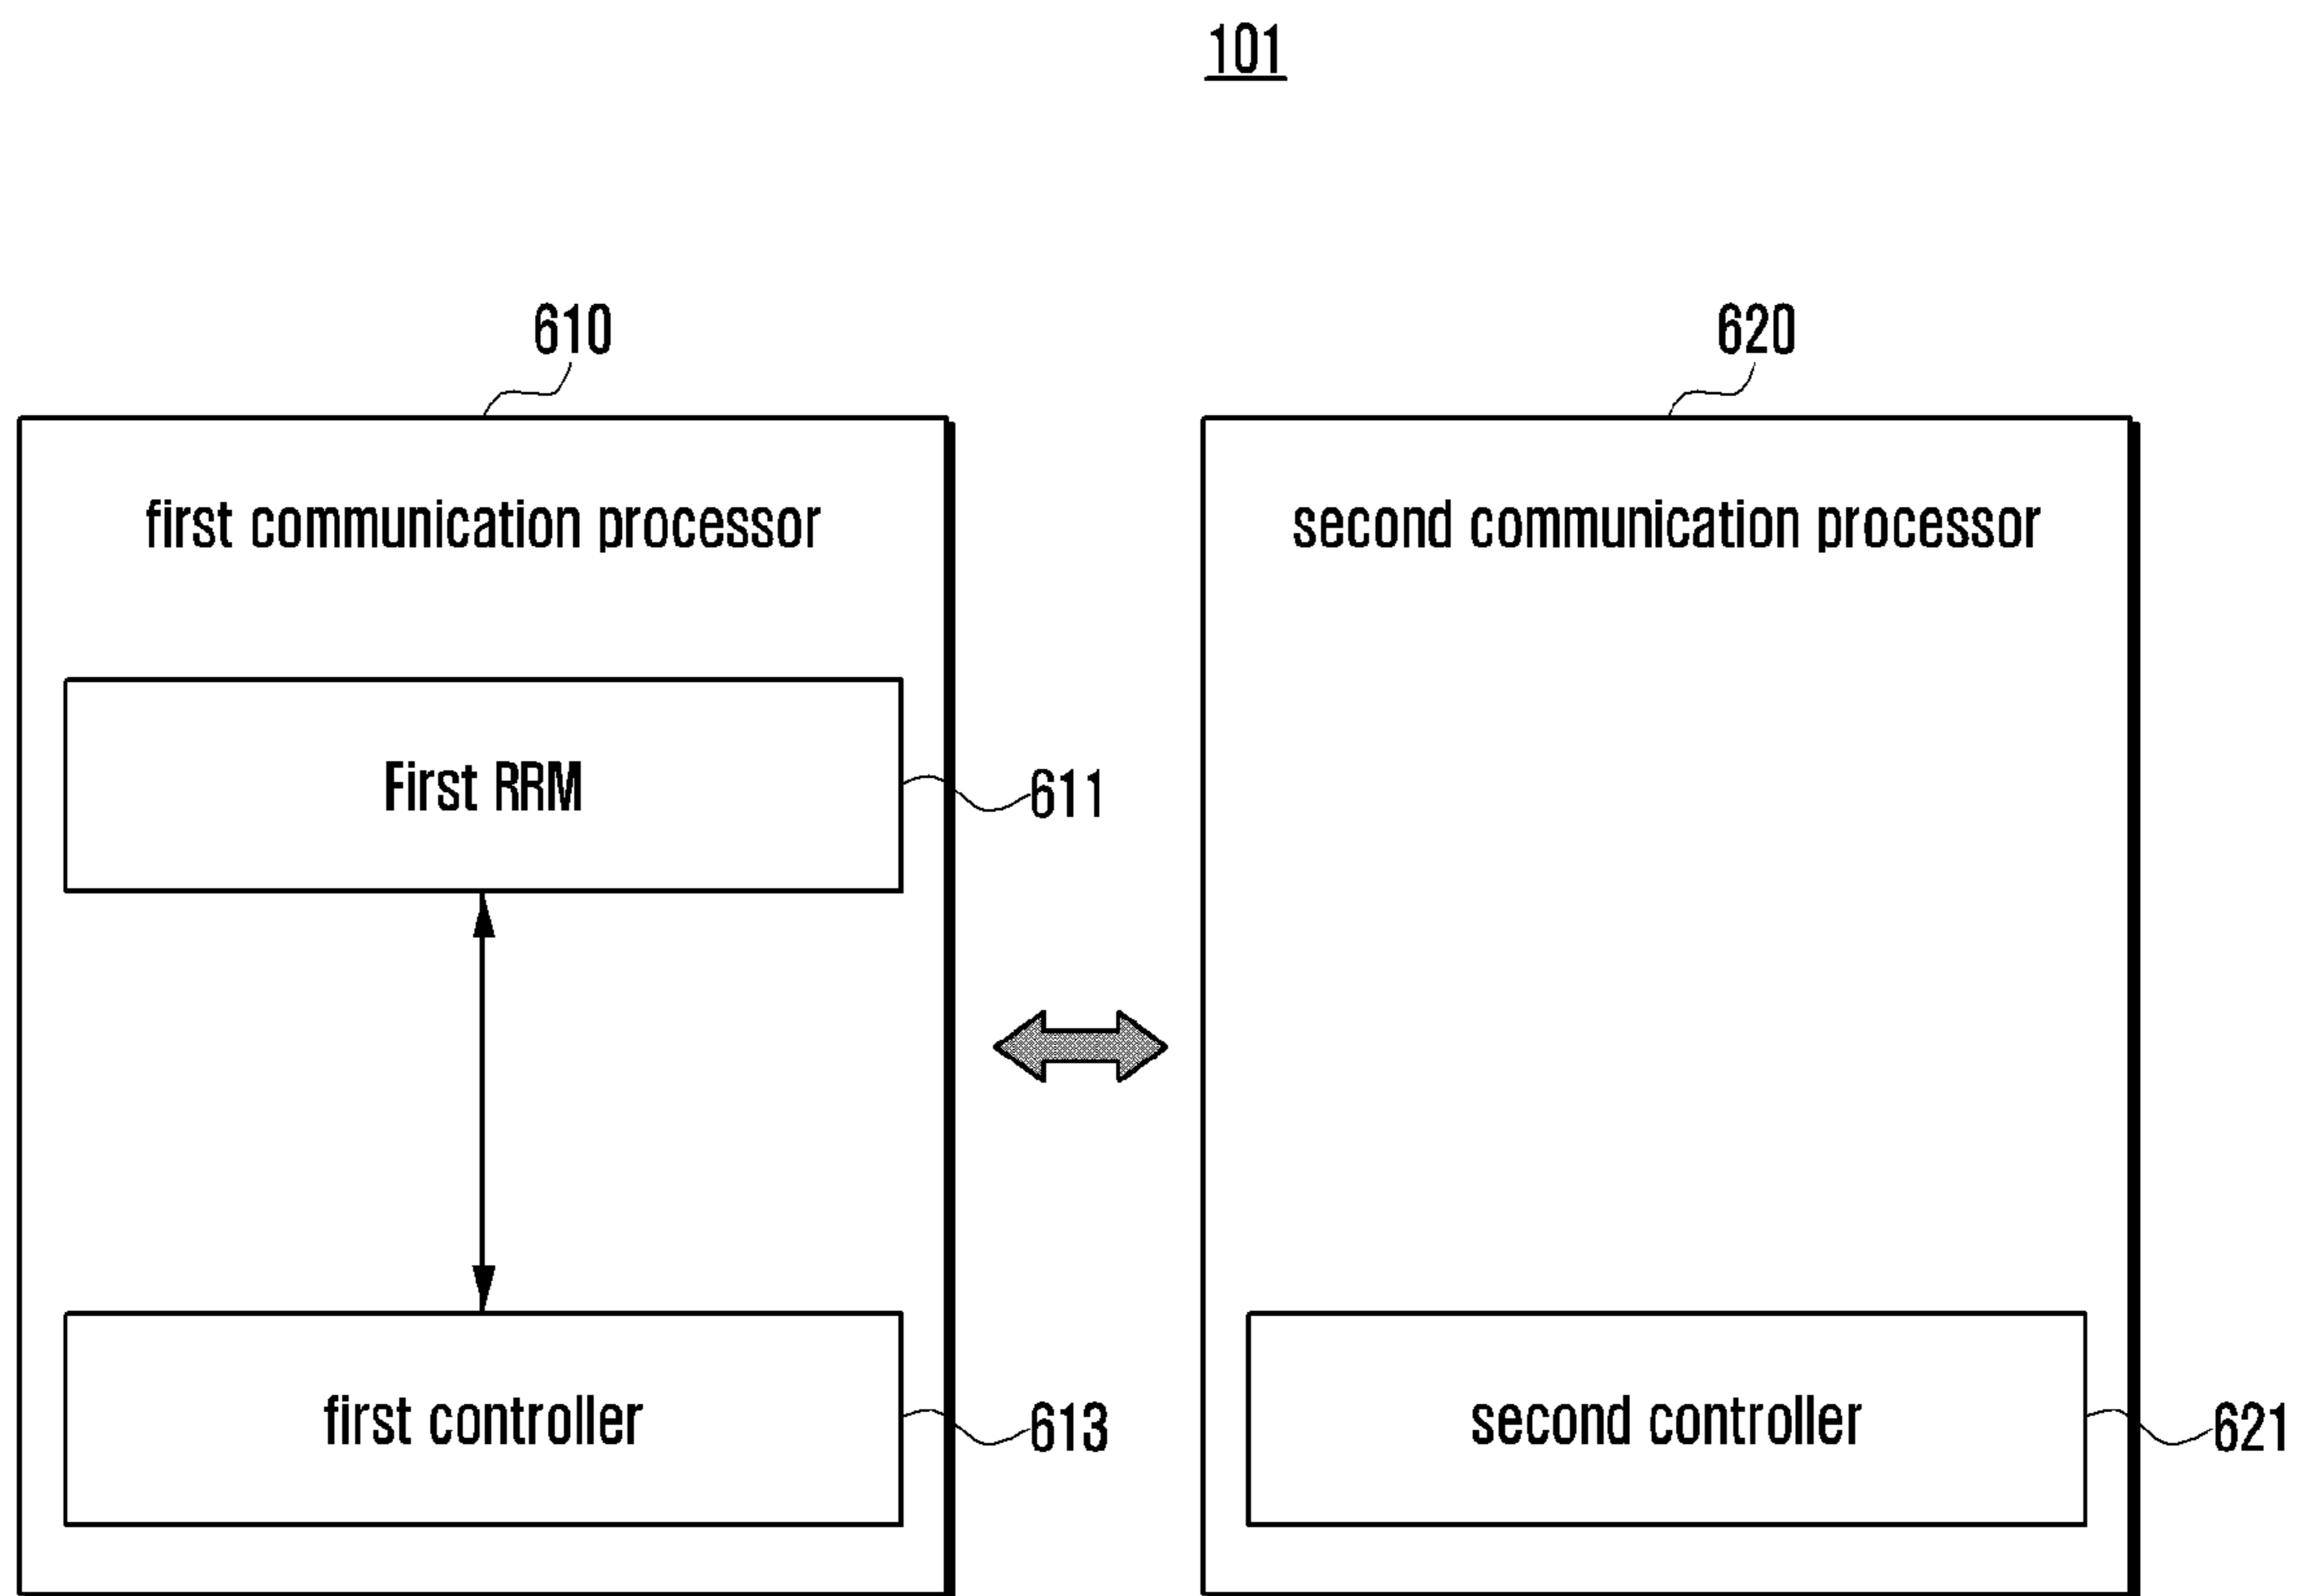 101
610
620
first communication processor
second communication processor
First RRM
611
first controller
613
second controller
621